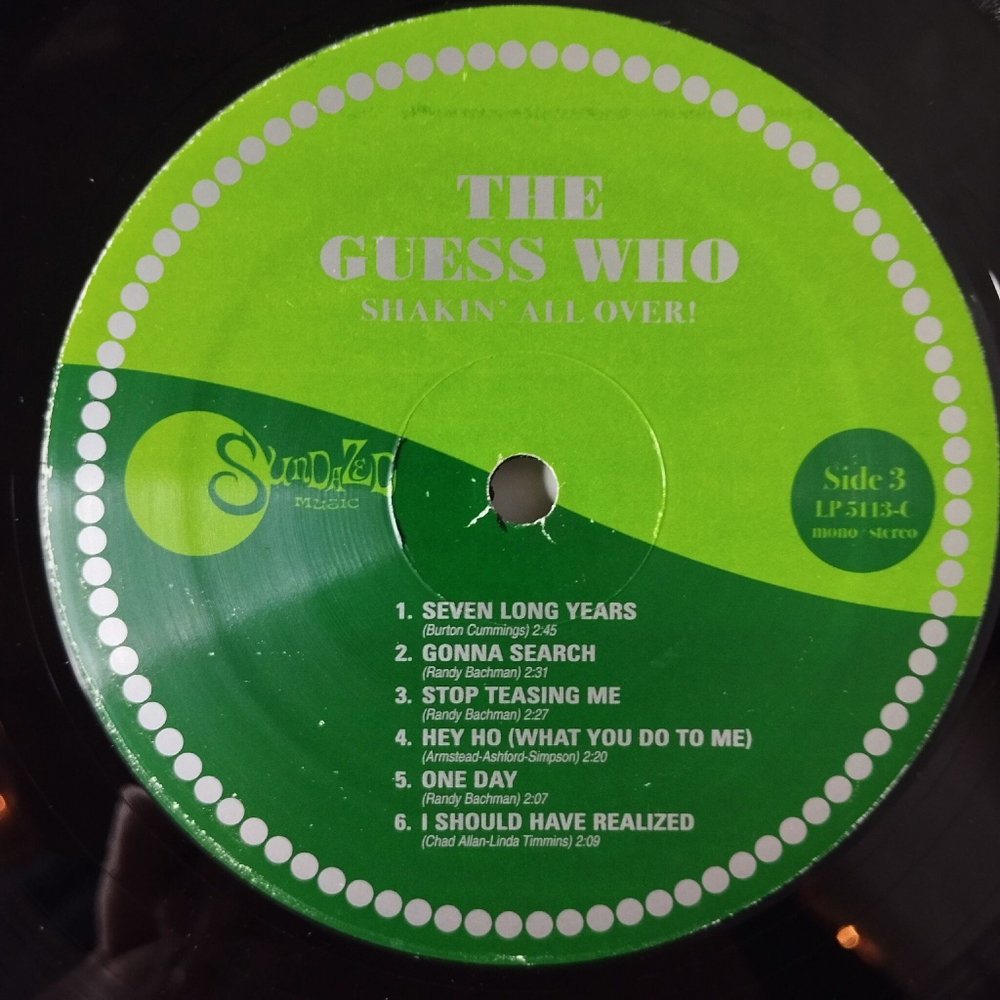 THE
GUESS WHO
SHAKIN' ALL OVER!
SUNDAZED
MUSIC
Side 3
LP 5113-C
mono / stereo
1. SEVEN LONG YEARS
(Burton Cummings) 2:45
2. GONNA SEARCH
(Randy Bachman) 2:31
3. STOP TEASING ME
(Randy Bachman) 2:27
4. HEY HO (WHAT YOU DO TO ME)
(Armstead-Ashford-Simpson) 2:20
5. ONE DAY
(Randy Bachman) 2:07
6. I SHOULD HAVE REALIZED
(Chad Allan-Linda Timmins) 2:09